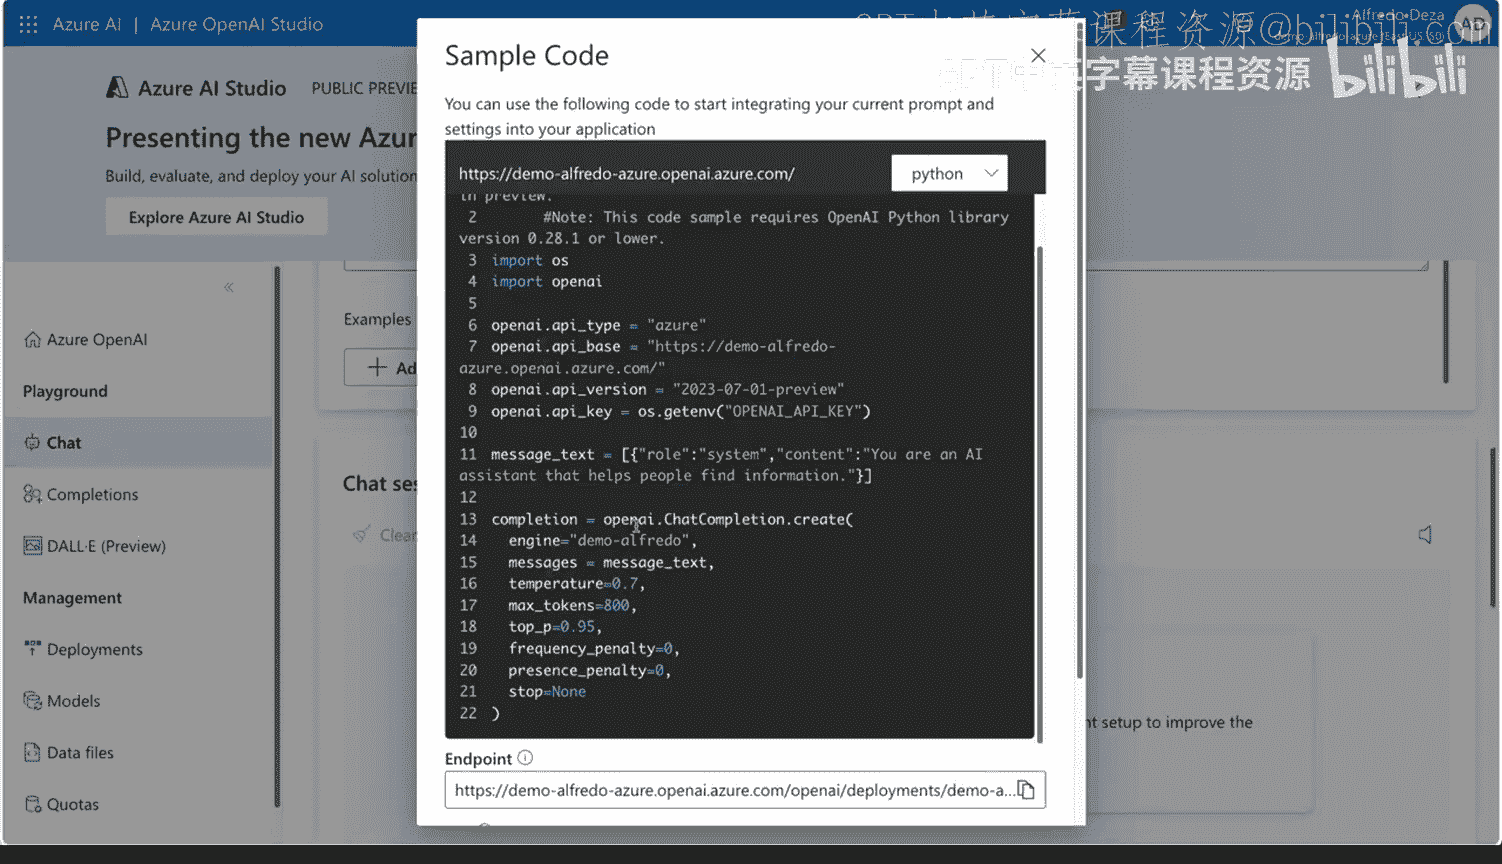 Azure AI | Azure OpenAI Studio
Alfredo Deza
AD
课程资源@bilibili.com
字幕课程资源 bilibili
Azure AI Studio PUBLIC PREVIE
Presenting the new Azur
Build, evaluate, and deploy your AI solution
Explore Azure AI Studio
Azure OpenAI
Playground
Chat
Completions
DALL·E (Preview)
Management
Deployments
Models
Data files
Quotas
Examples
Ad
Chat ses
Clear
nt setup to improve the
Sample Code
You can use the following code to start integrating your current prompt and
settings into your application
https://demo-alfredo-azure.openai.azure.com/ python
in preview.
2 #Note: This code sample requires OpenAI Python library
version 0.28.1 or lower.
3 import os
4 import openai
5
6 openai.api_type = "azure"
7 openai.api_base = "https://demo-alfredo-
azure.openai.azure.com/"
8 openai.api_version = "2023-07-01-preview"
9 openai.api_key = os.getenv("OPENAI_API_KEY")
10
11 message_text = [{"role":"system","content":"You are an AI
assistant that helps people find information."}]
12
13 completion = openai.ChatCompletion.create(
14 engine="demo-alfredo",
15 messages = message_text,
16 temperature=0.7,
17 max_tokens=800,
18 top_p=0.95,
19 frequency_penalty=0,
20 presence_penalty=0,
21 stop=None
22 )
Endpoint
https://demo-alfredo-azure.openai.azure.com/openai/deployments/demo-a...